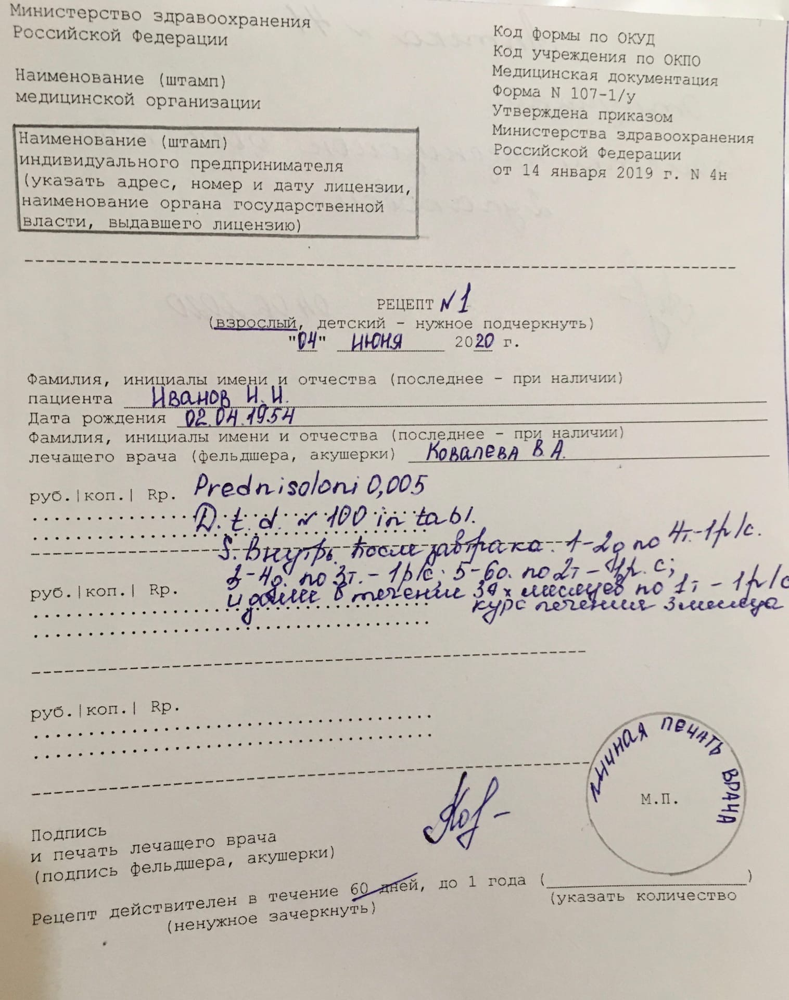 Министерство здравоохранения
Российской Федерации
Наименование (штамп)
медицинской организации
Наименование (штамп)
индивидуального предпринимателя
(указать адрес, номер и дату лицензии,
наименование органа государственной
власти, выдавшего лицензию)
Код формы по ОКУД
Код учреждения по ОКПО
Медицинская документация
Форма N 107-1/у
Утверждена приказом
Министерства здравоохранения
Российской Федерации
от 14 января 2019 г. N 4н
РЕЦЕПТ N 1
(взрослый, детский - нужное подчеркнуть)
"04" июня 2020 г.
Фамилия, инициалы имени и отчества (последнее - при наличии)
пациента Иванов И. И.
Дата рождения 02.04.1954
Фамилия, инициалы имени и отчества (последнее - при наличии)
лечащего врача (фельдшера, акушерки) Ковалева В. А.
руб.|коп.| Rp. Prednisoloni 0,005
D. t. d. N 100 in tabl.
S. Внутрь. После завтрака. 1-2д по 4т.-1р/с.
3-4д. по 3т. - 1р/с; 5-6д. по 2т - 1р. с;
руб.|коп.| Rp. и далее в течении 3х месяцев по 1т - 1р/с
курс лечения 3 месяца
руб.|коп.| Rp.
личная печать врача
М.П.
Подпись
и печать лечащего врача
(подпись фельдшера, акушерки)
Рецепт действителен в течение 60 дней, до 1 года (
)
(ненужное зачеркнуть)
(указать количество